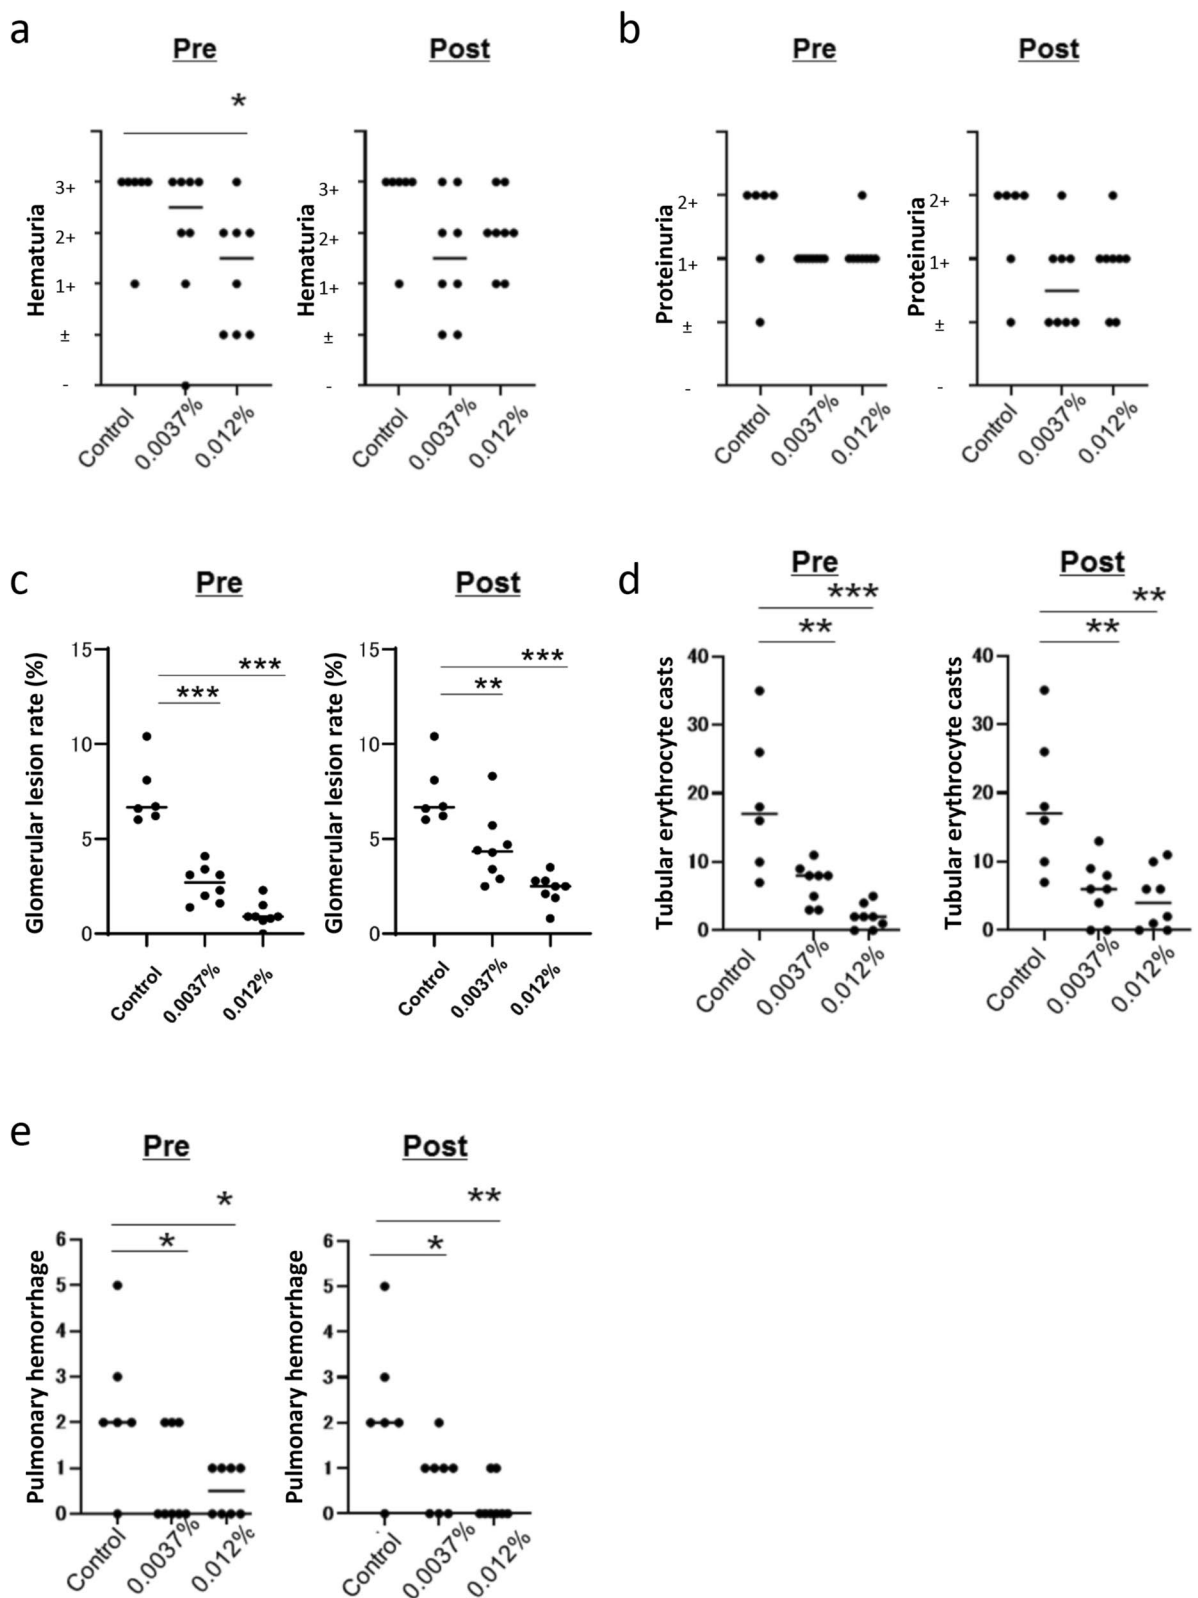 a
Pre
Post
*
Hematuria
3+
2+
1+
±
-
Control
0.0037%
0.012%
Hematuria
3+
2+
1+
±
-
Control
0.0037%
0.012%
b
Pre
Post
Proteinuria
2+
1+
±
-
Control
0.0037%
0.012%
Proteinuria
2+
1+
±
-
Control
0.0037%
0.012%
c
Pre
Post
***
***
Glomerular lesion rate (%)
15
10
5
0
Control
0.0037%
0.012%
***
**
Glomerular lesion rate (%)
15
10
5
0
Control
0.0037%
0.012%
d
Pre
Post
***
**
Tubular erythrocyte casts
40
30
20
10
0
Control
0.0037%
0.012%
**
**
Tubular erythrocyte casts
40
30
20
10
0
Control
0.0037%
0.012%
e
Pre
Post
*
*
Pulmonary hemorrhage
6
5
4
3
2
1
0
Control
0.0037%
0.012%
**
*
Pulmonary hemorrhage
6
5
4
3
2
1
0
Control
0.0037%
0.012%